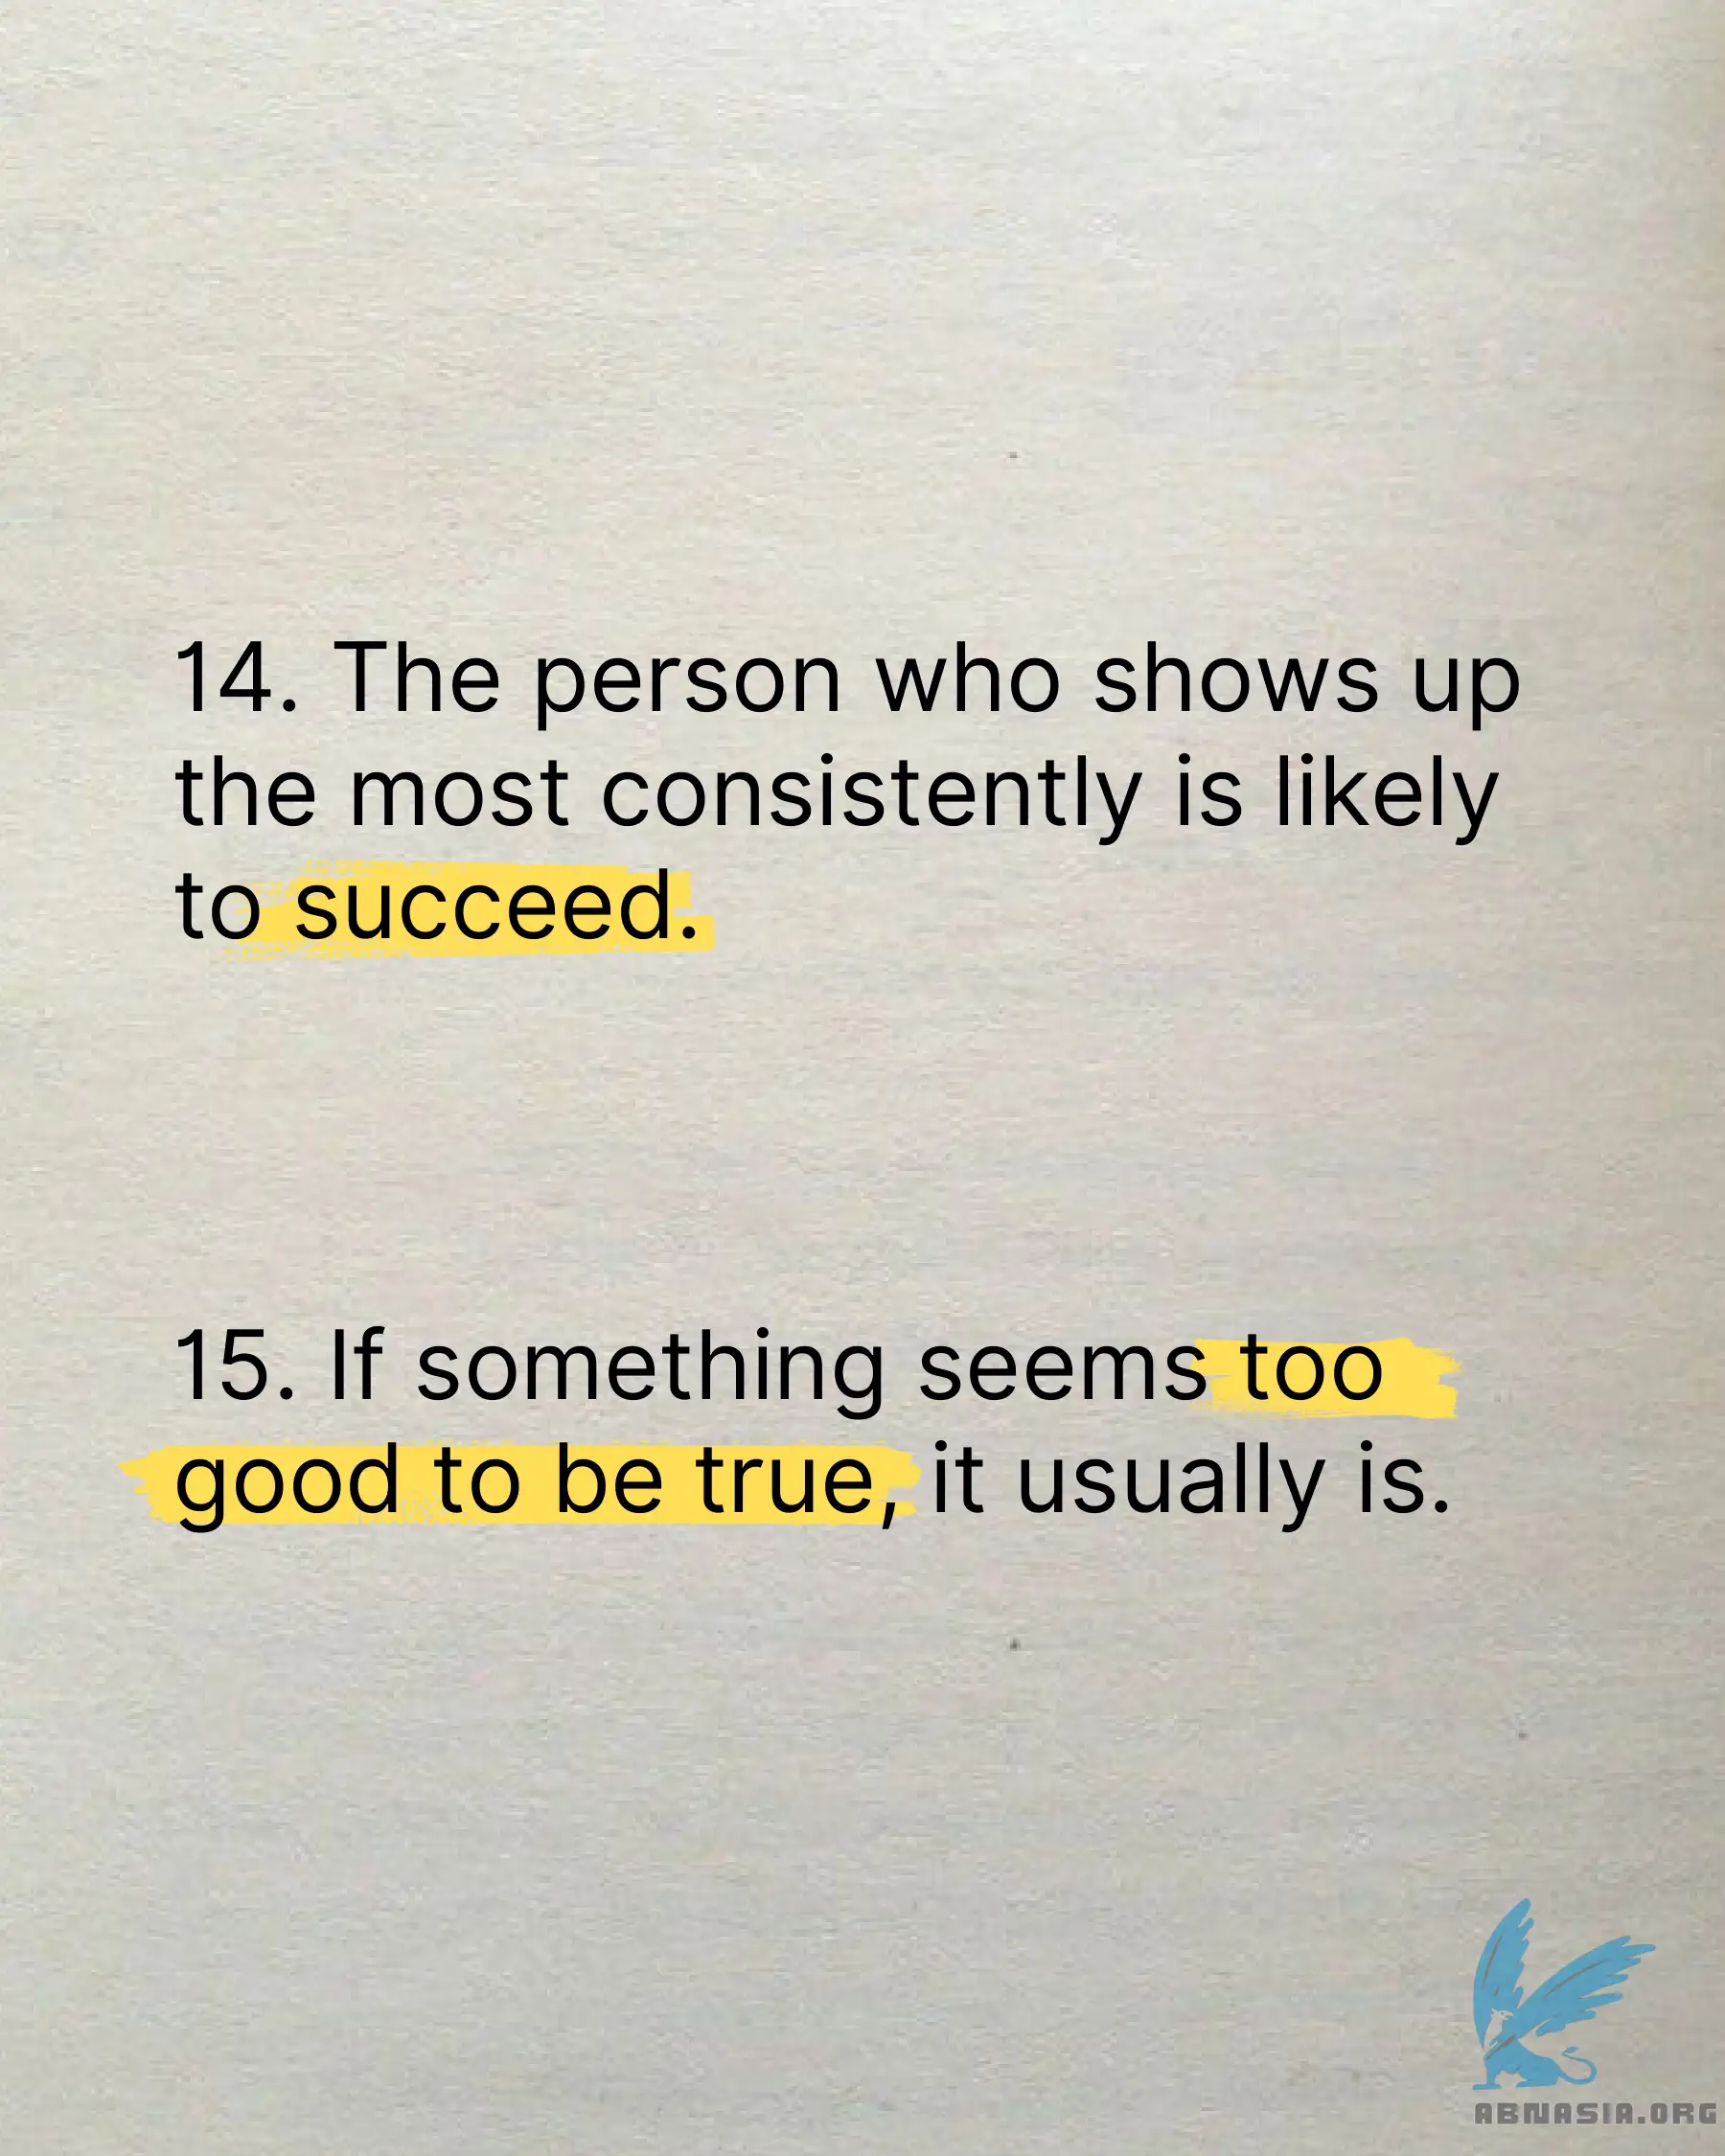 14. The person who shows up
the most consistently is likely
to succeed.
15. If something seems too
good to be true, it usually is.
ABNASIA.ORG